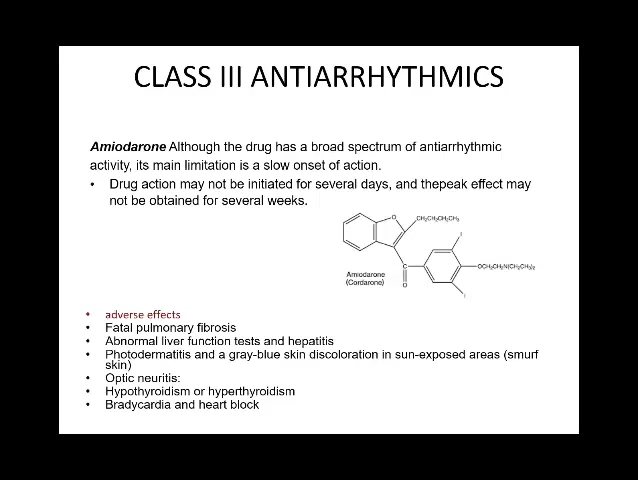 CLASS III ANTIARRHYTHMICS
Amiodarone Although the drug has a broad spectrum of antiarrhythmic
activity, its main limitation is a slow onset of action.
• Drug action may not be initiated for several days, and thepeak effect may
not be obtained for several weeks.
O
CH₂CH₂CH₂CH₃
I
C
OCH₂CH₂N(CH₂CH₃)₂
O
I
Amiodarone
(Cordarone)
• adverse effects
• Fatal pulmonary fibrosis
• Abnormal liver function tests and hepatitis
• Photodermatitis and a gray-blue skin discoloration in sun-exposed areas (smurf
skin)
• Optic neuritis:
• Hypothyroidism or hyperthyroidism
• Bradycardia and heart block